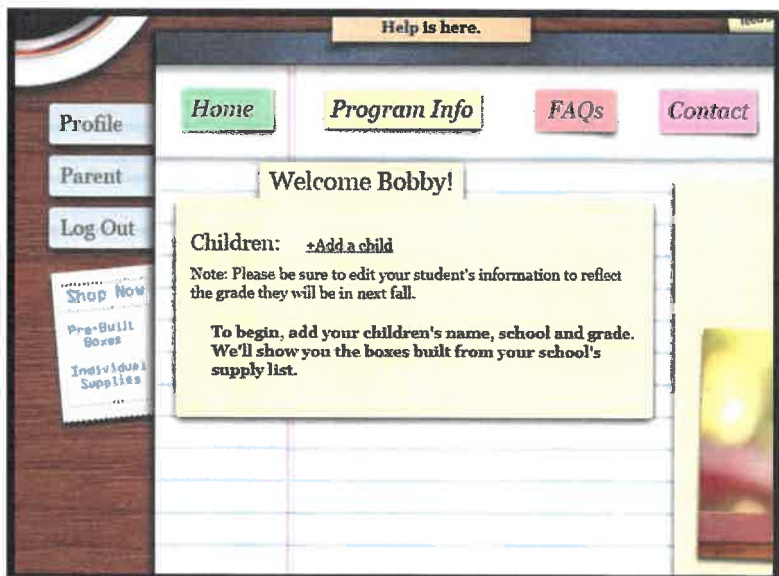 Help is here.
Home Program Info FAQs Contact
Profile
Parent
Log Out
Shop Now
Pre-Built
Boxes
Individual
Supplies
Welcome Bobby!
Children: +Add a child
Note: Please be sure to edit your student's information to reflect
the grade they will be in next fall.
To begin, add your children's name, school and grade.
We'll show you the boxes built from your school's
supply list.